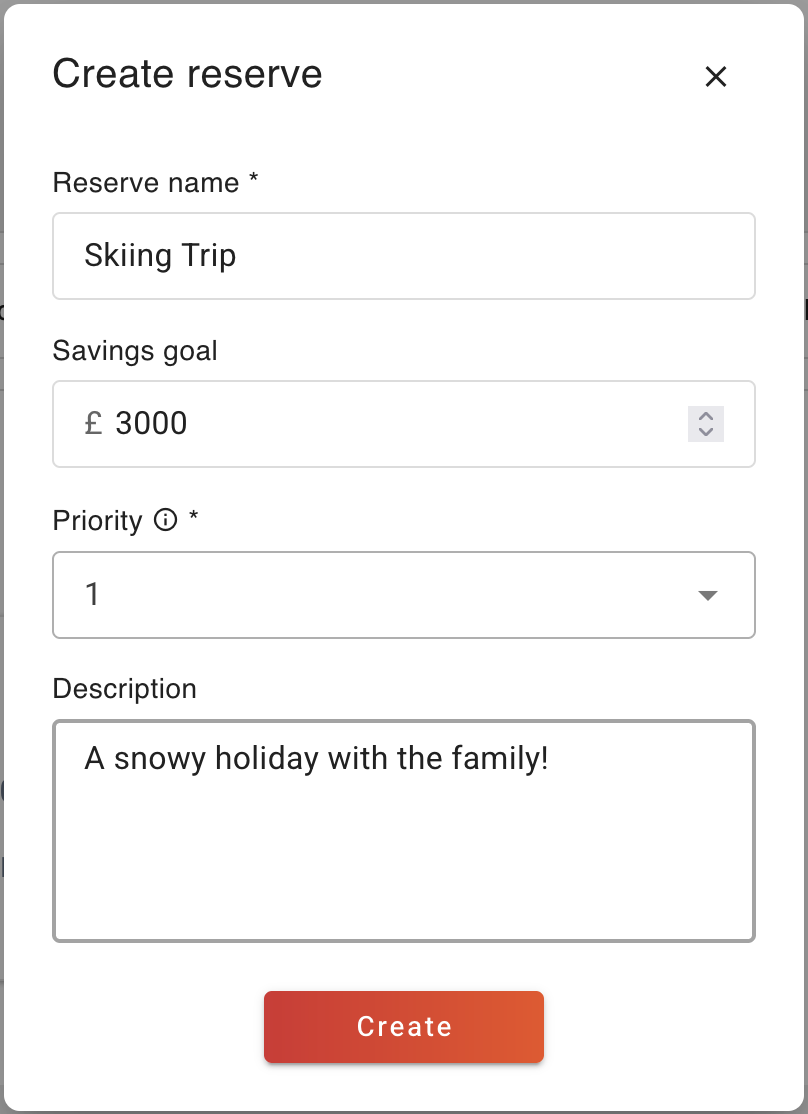 Create reserve
Reserve name *
Skiing Trip
Savings goal
£ 3000
Priority *
1
Description
A snowy holiday with the family!
Create